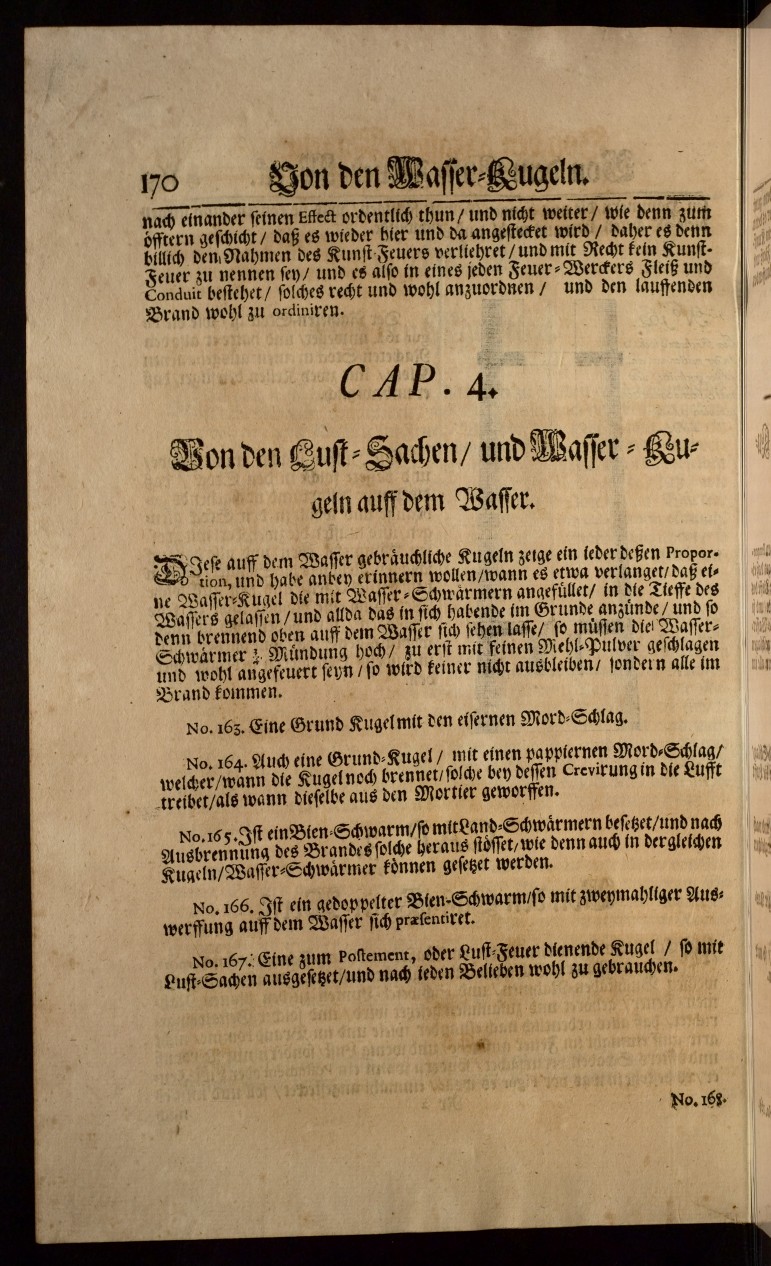 170 Von den Wasser-Kugeln.
nach einander seinen Effect ordentlich thun / und nicht weiter / wie denn zum
öfftern geschicht / daß es wieder hier und da angestecket wird / daher es denn
billich den Nahmen des Kunst-Feuers verliehret / und mit Recht kein Kunst-
Feuer zu nennen sey / und es also in eines jeden Feuer-Werckers Fleiß und
Conduit bestehet / solches recht und wohl anzuordnen / und den lauffenden
Brand wohl zu ordiniren.
CAP. 4.
Von den Lust-Sachen / und Wasser-Ku-
geln auff dem Wasser.
DIese auff dem Wasser gebräuchliche Kugeln zeige ein ieder deßen Propor-
tion, und habe anbey erinnern wollen / wann es etwa verlanget / daß ei-
ne Wasser-Kugel die mit Wasser-Schwärmern angefüllet / in die Tieffe des
Wassers gelassen / und allda das in sich habende im Grunde anzünde / und so
denn brennend oben auff dem Wasser sich sehen lasse / so müssen die Wasser-
Schwärmer Mündung hoch / zu erst mit feinen Mehl-Pulver geschlagen
und wohl angefeuert seyn / so wird keiner nicht ausbleiben / sondern alle im
Brand kommen.
No. 163. Eine Grund Kugel mit den eisernen Mord-Schlag.
No. 164. Auch eine Grund-Kugel / mit einen pappiernen Mord-Schlag /
welcher / wann die Kugel noch brennet / solche bey dessen Crevirung in die Lufft
treibet / als wann dieselbe aus den Mortier geworffen.
No. 165. Ist ein Bien-Schwarm / so mit Land-Schwärmern besetzet / und nach
Ausbrennung des Brandes solche heraus stösset / wie denn auch in dergleichen
Kugeln / Wasser-Schwärmer können gesetzet werden.
No. 166. Ist ein gedoppelter Bien-Schwarm / so mit zweymahliger Aus-
werffung auff dem Wasser sich præsentiret.
No. 167. Eine zum Postement, oder Lust-Feuer dienende Kugel / so mit
Lust-Sachen ausgesetzet / und nach ieden Belieben wohl zu gebrauchen.
No. 168.